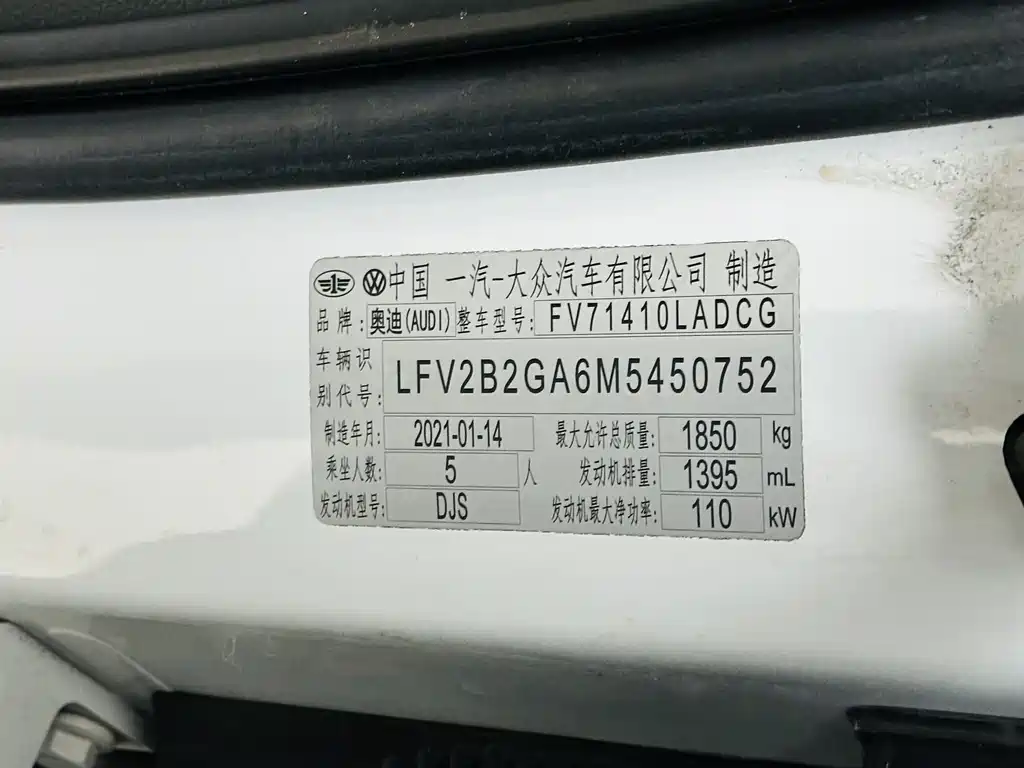 中国 一汽-大众汽车有限公司 制造
品牌:奥迪(AUDI) 整车型号: FV71410LADCG
车辆识别代号: LFV2B2GA6M5450752
制造年月: 2021-01-14 最大允许总质量: 1850 kg
乘坐人数: 5 人 发动机排量: 1395 mL
发动机型号: DJS 发动机最大净功率: 110 kW